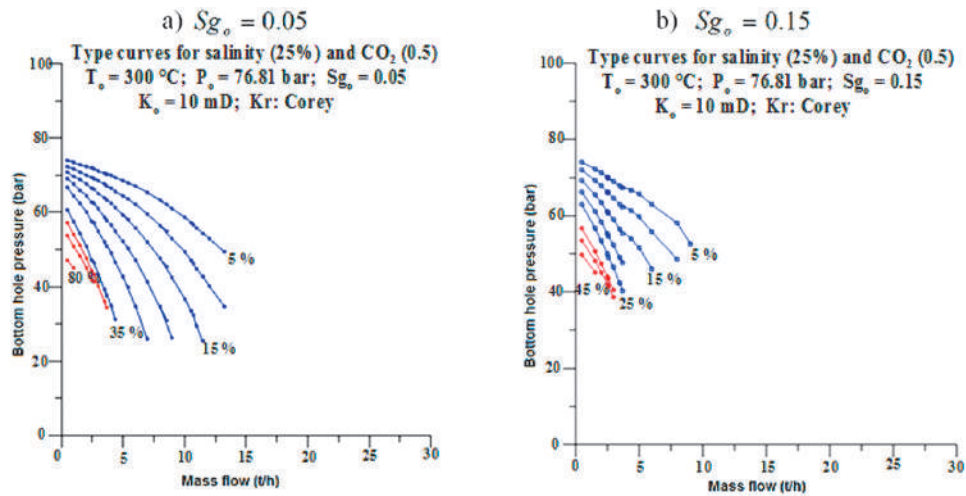 a) Sgₒ = 0.05
Type curves for salinity (25%) and CO₂ (0.5)
Tₒ = 300 °C; Pₒ = 76.81 bar; Sgₒ = 0.05
Kₒ = 10 mD; Kr: Corey
100
80
60
40
20
0
Bottom hole pressure (bar)
5 %
80 %
35 %
15 %
0
5
10
15
20
25
30
Mass flow (t/h)
b) Sgₒ = 0.15
Type curves for salinity (25%) and CO₂ (0.5)
Tₒ = 300 °C; Pₒ = 76.81 bar; Sgₒ = 0.15
Kₒ = 10 mD; Kr: Corey
100
80
60
40
20
0
Bottom hole pressure (bar)
5 %
15 %
45 %
25 %
0
5
10
15
20
25
30
Mass flow (t/h)